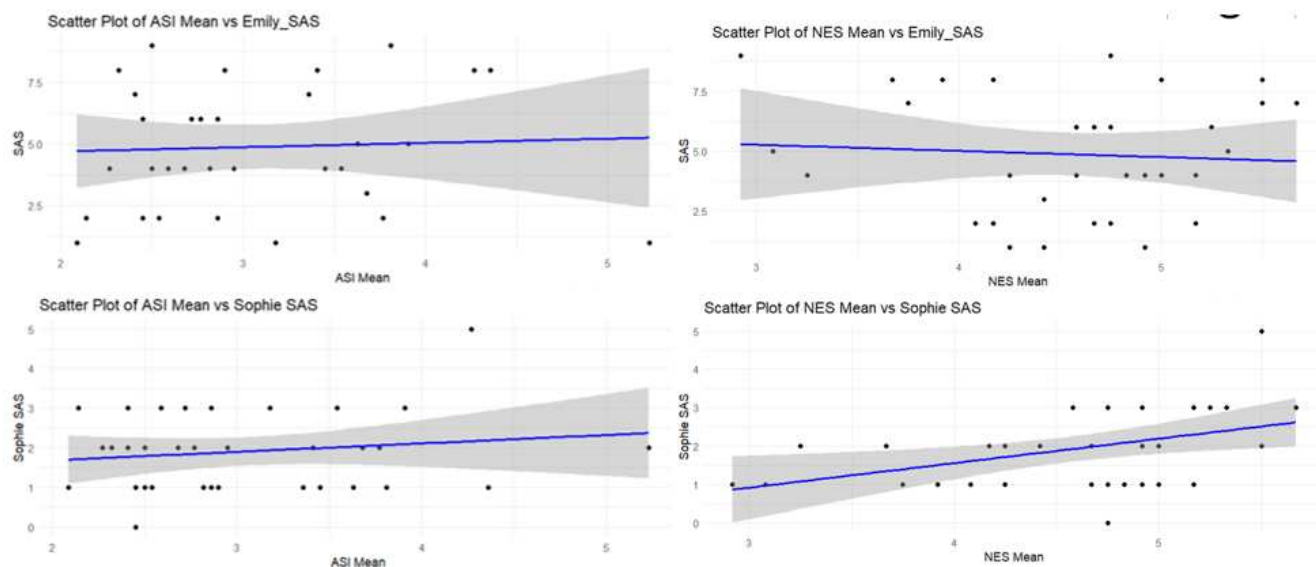 Scatter Plot of ASI Mean vs Emily_SAS
7.5
5.0
2.5
SAS
2
3
4
5
ASI Mean
Scatter Plot of NES Mean vs Emily_SAS
7.5
5.0
2.5
SAS
3
4
5
NES Mean
Scatter Plot of ASI Mean vs Sophie SAS
5
4
3
2
1
0
Sophie SAS
2
3
4
5
ASI Mean
Scatter Plot of NES Mean vs Sophie SAS
5
4
3
2
1
0
Sophie SAS
3
4
5
NES Mean